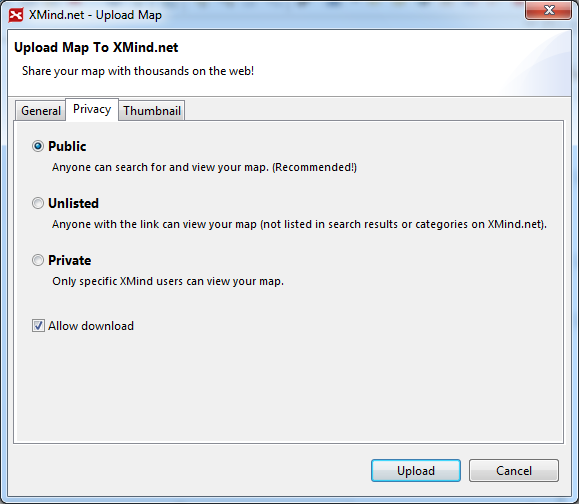 XMind.net - Upload Map
Upload Map To XMind.net
Share your map with thousands on the web!
General Privacy Thumbnail
Public
Anyone can search for and view your map. (Recommended!)
Unlisted
Anyone with the link can view your map (not listed in search results or categories on XMind.net).
Private
Only specific XMind users can view your map.
Allow download
Upload Cancel